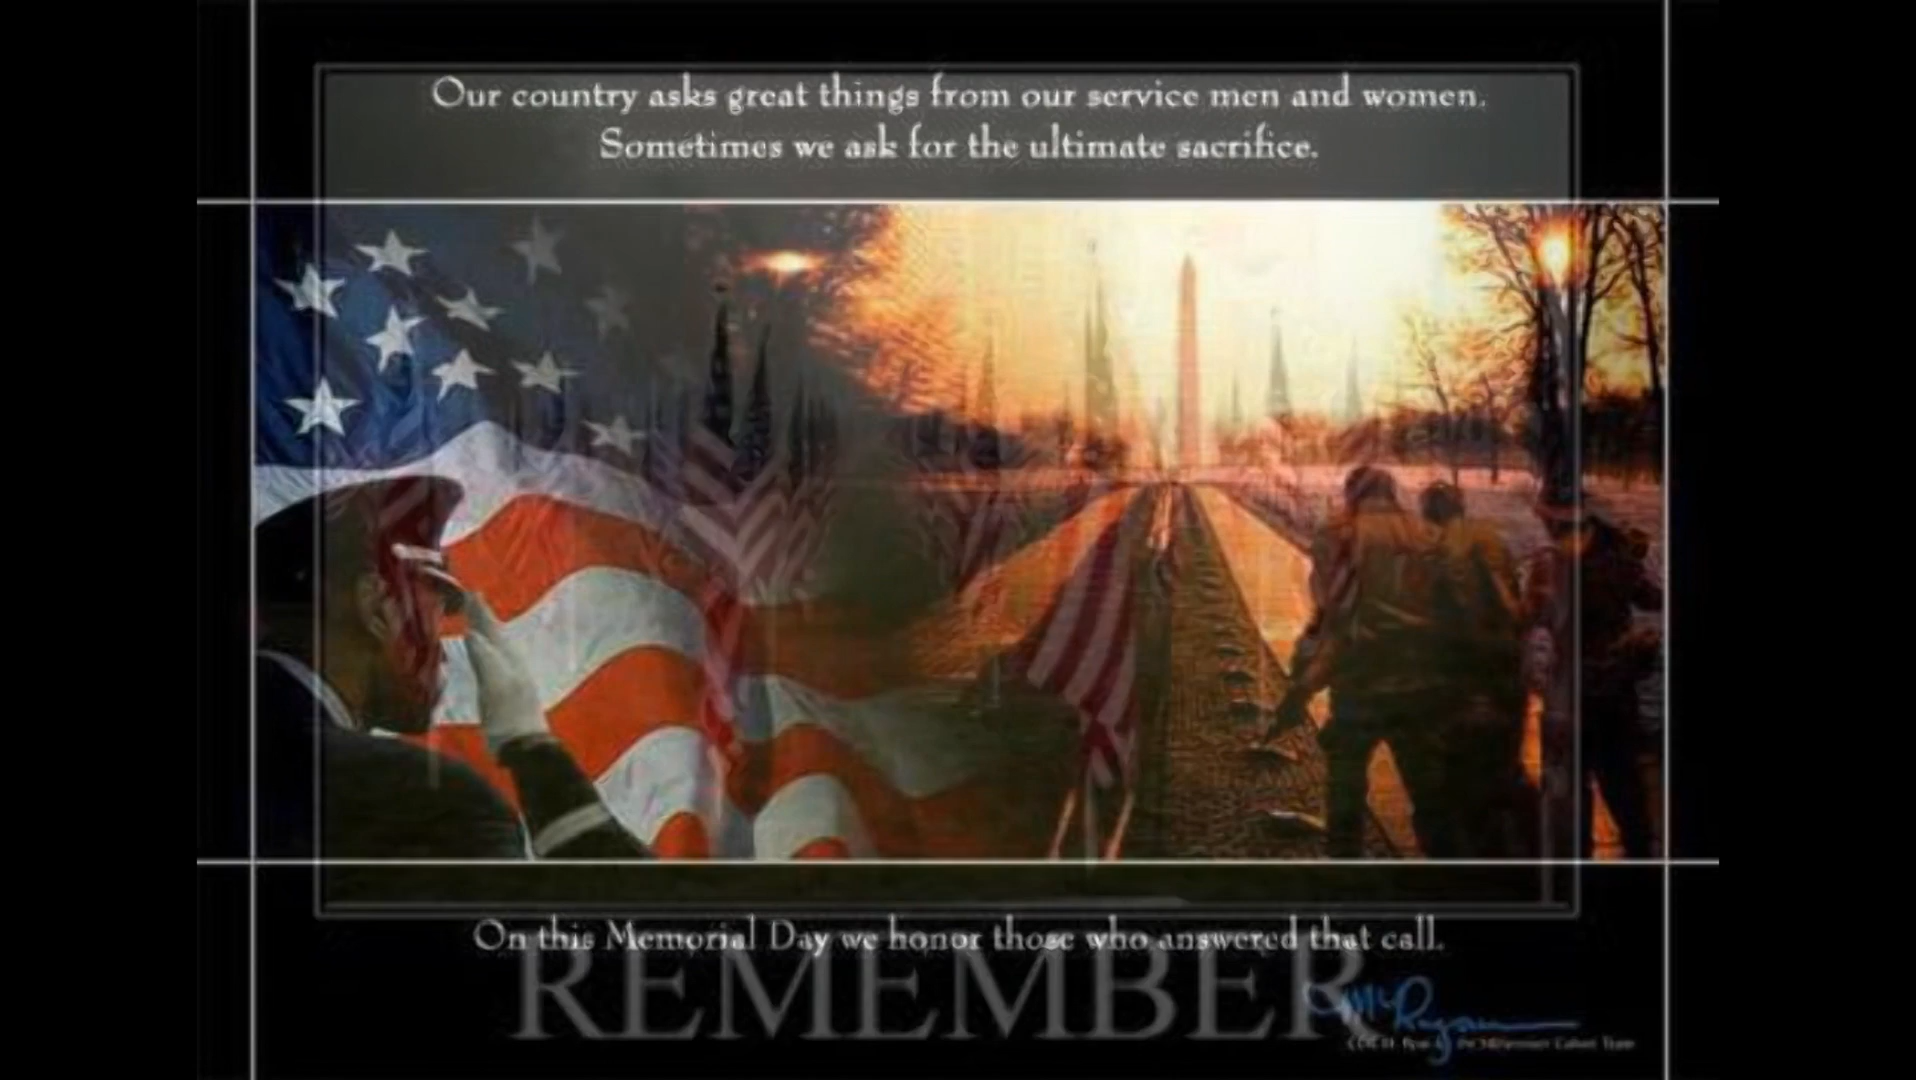 Our country asks great things from our service men and women.
Sometimes we ask for the ultimate sacrifice.
On this Memorial Day we honor those who answered that call.
REMEMBER